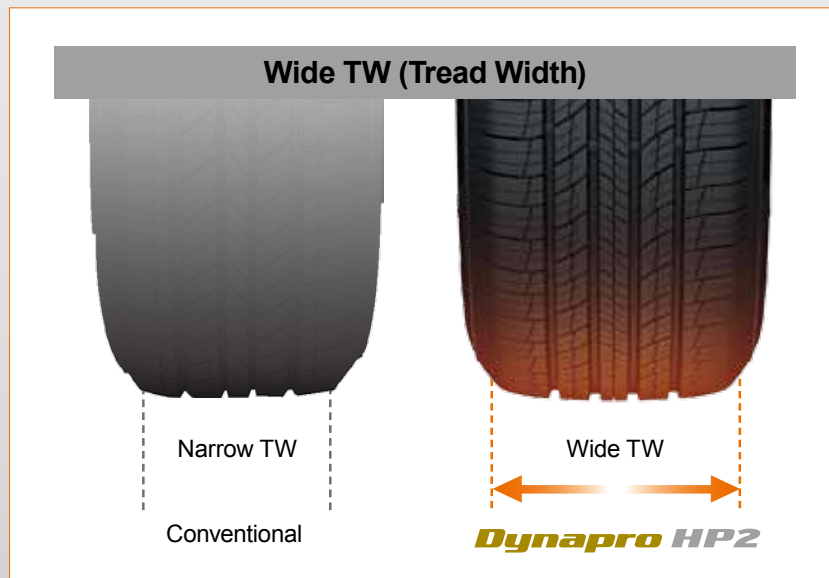 Wide TW (Tread Width)
Narrow TW
Wide TW
Conventional
Dynapro HP2